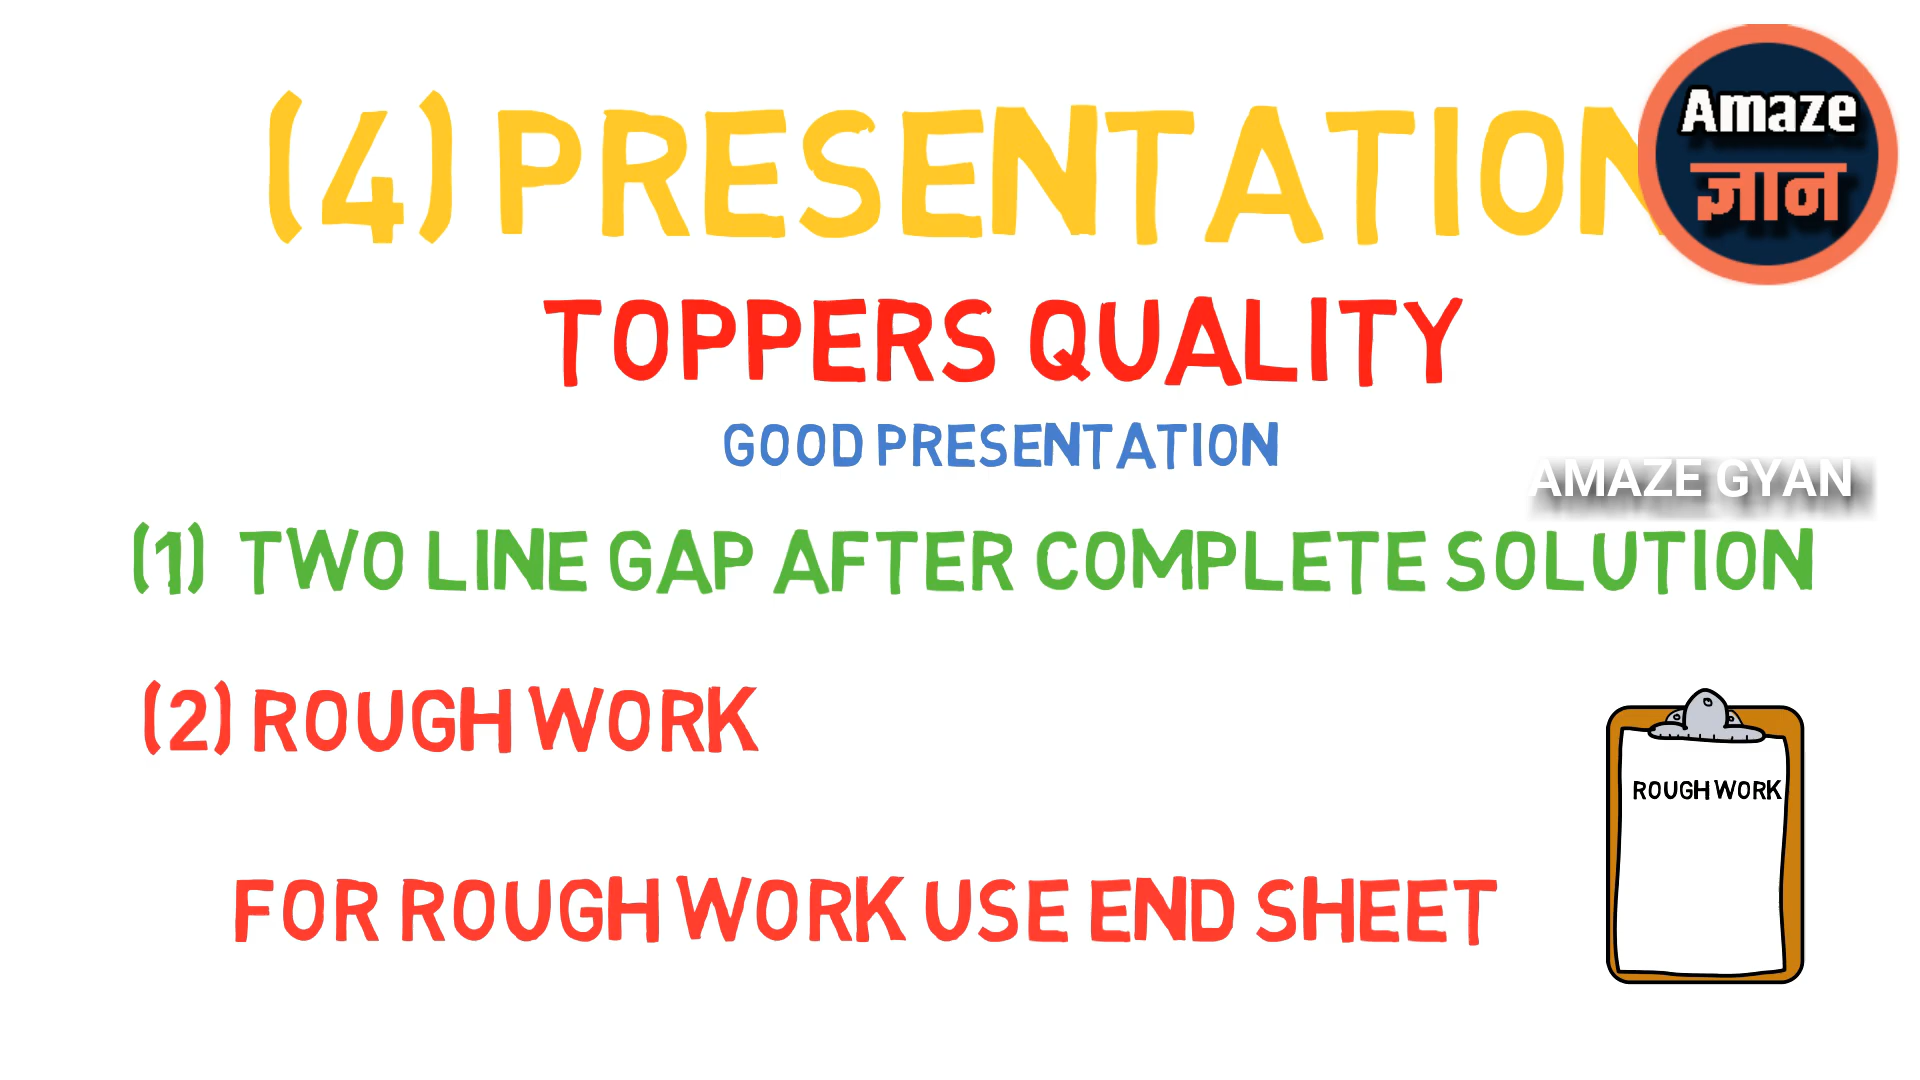 (4) PRESENTATION
Amaze
ज्ञान
TOPPERS QUALITY
GOOD PRESENTATION
AMAZE GYAN
(1) TWO LINE GAP AFTER COMPLETE SOLUTION
(2) ROUGH WORK
ROUGH WORK
FOR ROUGH WORK USE END SHEET